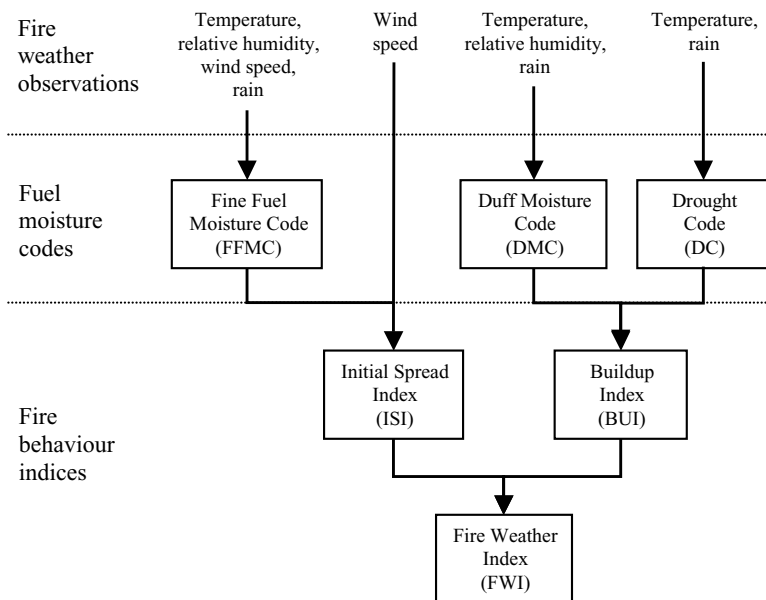 Fire
weather
observations
Temperature,
relative humidity,
wind speed,
rain
Wind
speed
Temperature,
relative humidity,
rain
Temperature,
rain
Fuel
moisture
codes
Fine Fuel
Moisture Code
(FFMC)
Duff Moisture
Code
(DMC)
Drought
Code
(DC)
Fire
behaviour
indices
Initial Spread
Index
(ISI)
Buildup
Index
(BUI)
Fire Weather
Index
(FWI)